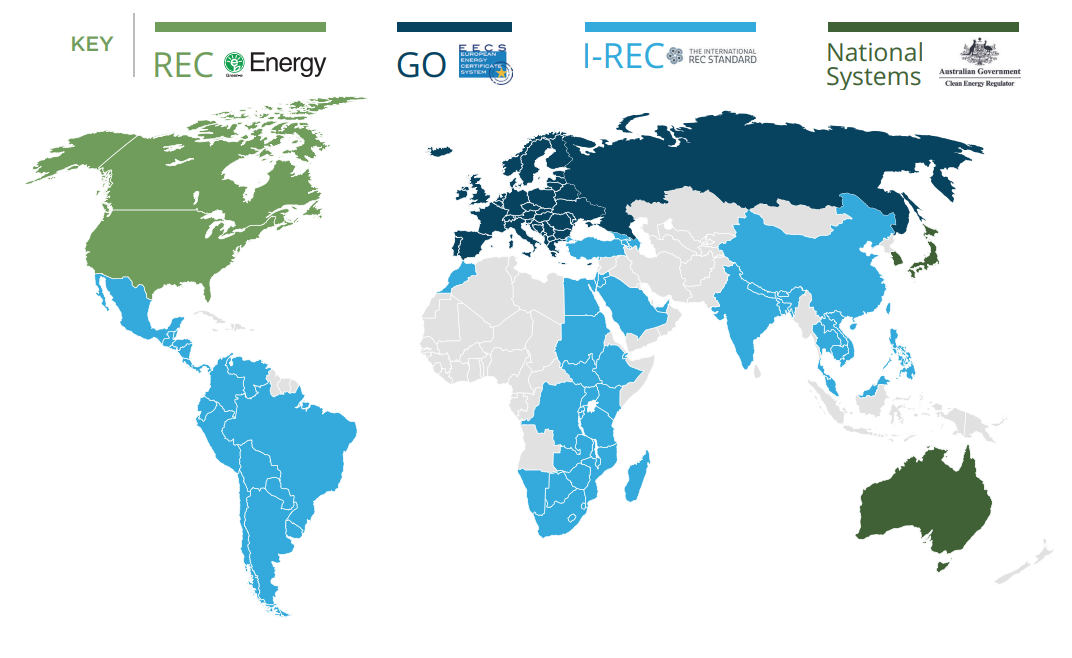 KEY
REC
Energy
GO
EECS
EUROPEAN
ENERGY
CERTIFICATE
SYSTEM
I-REC
THE INTERNATIONAL
REC STANDARD
National
Systems
Australian Government
Clean Energy Regulator